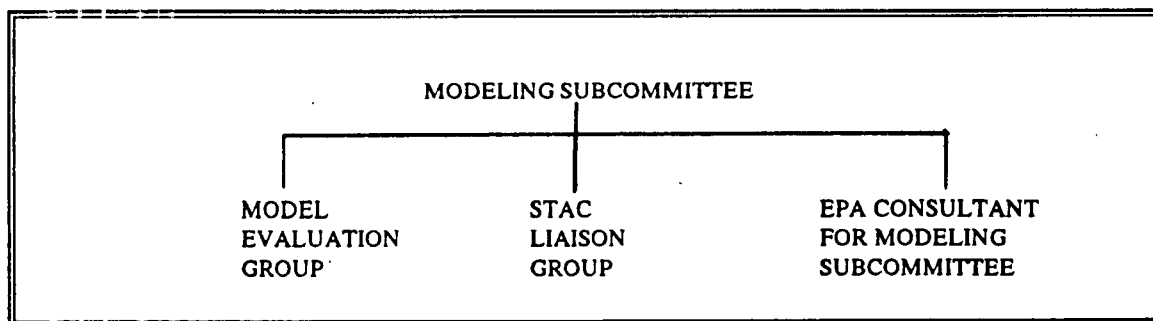 MODELING SUBCOMMITTEE
MODEL
EVALUATION
GROUP
STAC
LIAISON
GROUP
EPA CONSULTANT
FOR MODELING
SUBCOMMITTEE